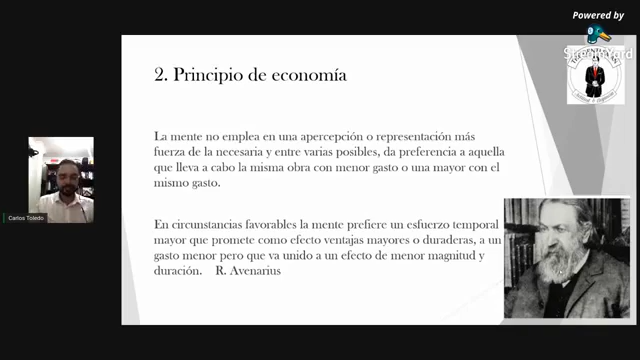 Powered by
StreamYard
2. Principio de economía
La mente no emplea en una apercepción o representación más
fuerza de la necesaria y entre varias posibles, da preferencia a aquella
que lleva a cabo la misma obra con menor gasto o una mayor con el
mismo gasto.
En circunstancias favorables la mente prefiere un esfuerzo temporal
mayor que promete como efecto ventajas mayores o duraderas, a un
gasto menor pero que va unido a un efecto de menor magnitud y
duración. R. Avenarius
Carlos Toledo